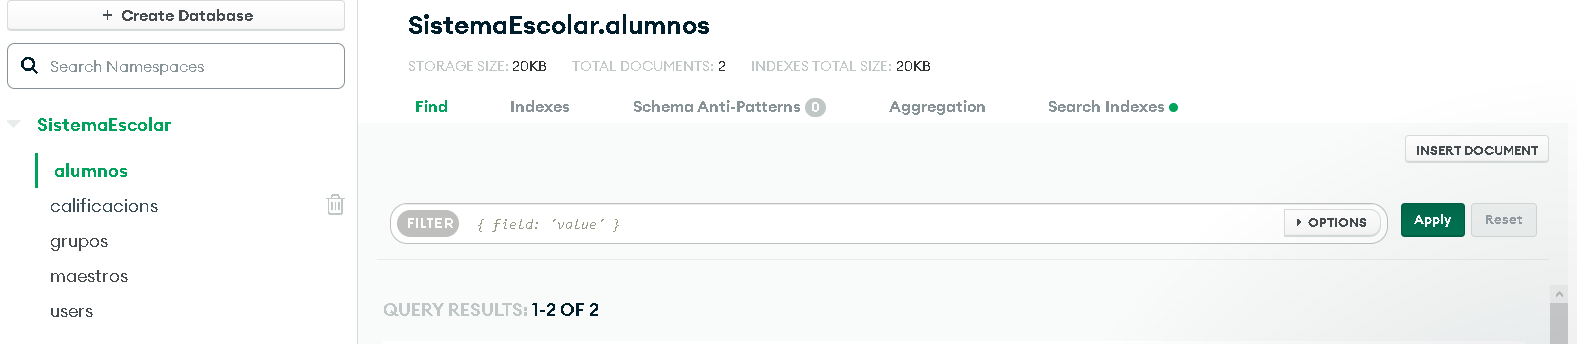 + Create Database
Search Namespaces
SistemaEscolar
alumnos
calificacions
grupos
maestros
users
SistemaEscolar.alumnos
STORAGE SIZE: 20KB TOTAL DOCUMENTS: 2 INDEXES TOTAL SIZE: 20KB
Find Indexes Schema Anti-Patterns 0 Aggregation Search Indexes
INSERT DOCUMENT
FILTER { field: 'value' } OPTIONS Apply Reset
QUERY RESULTS: 1-2 OF 2